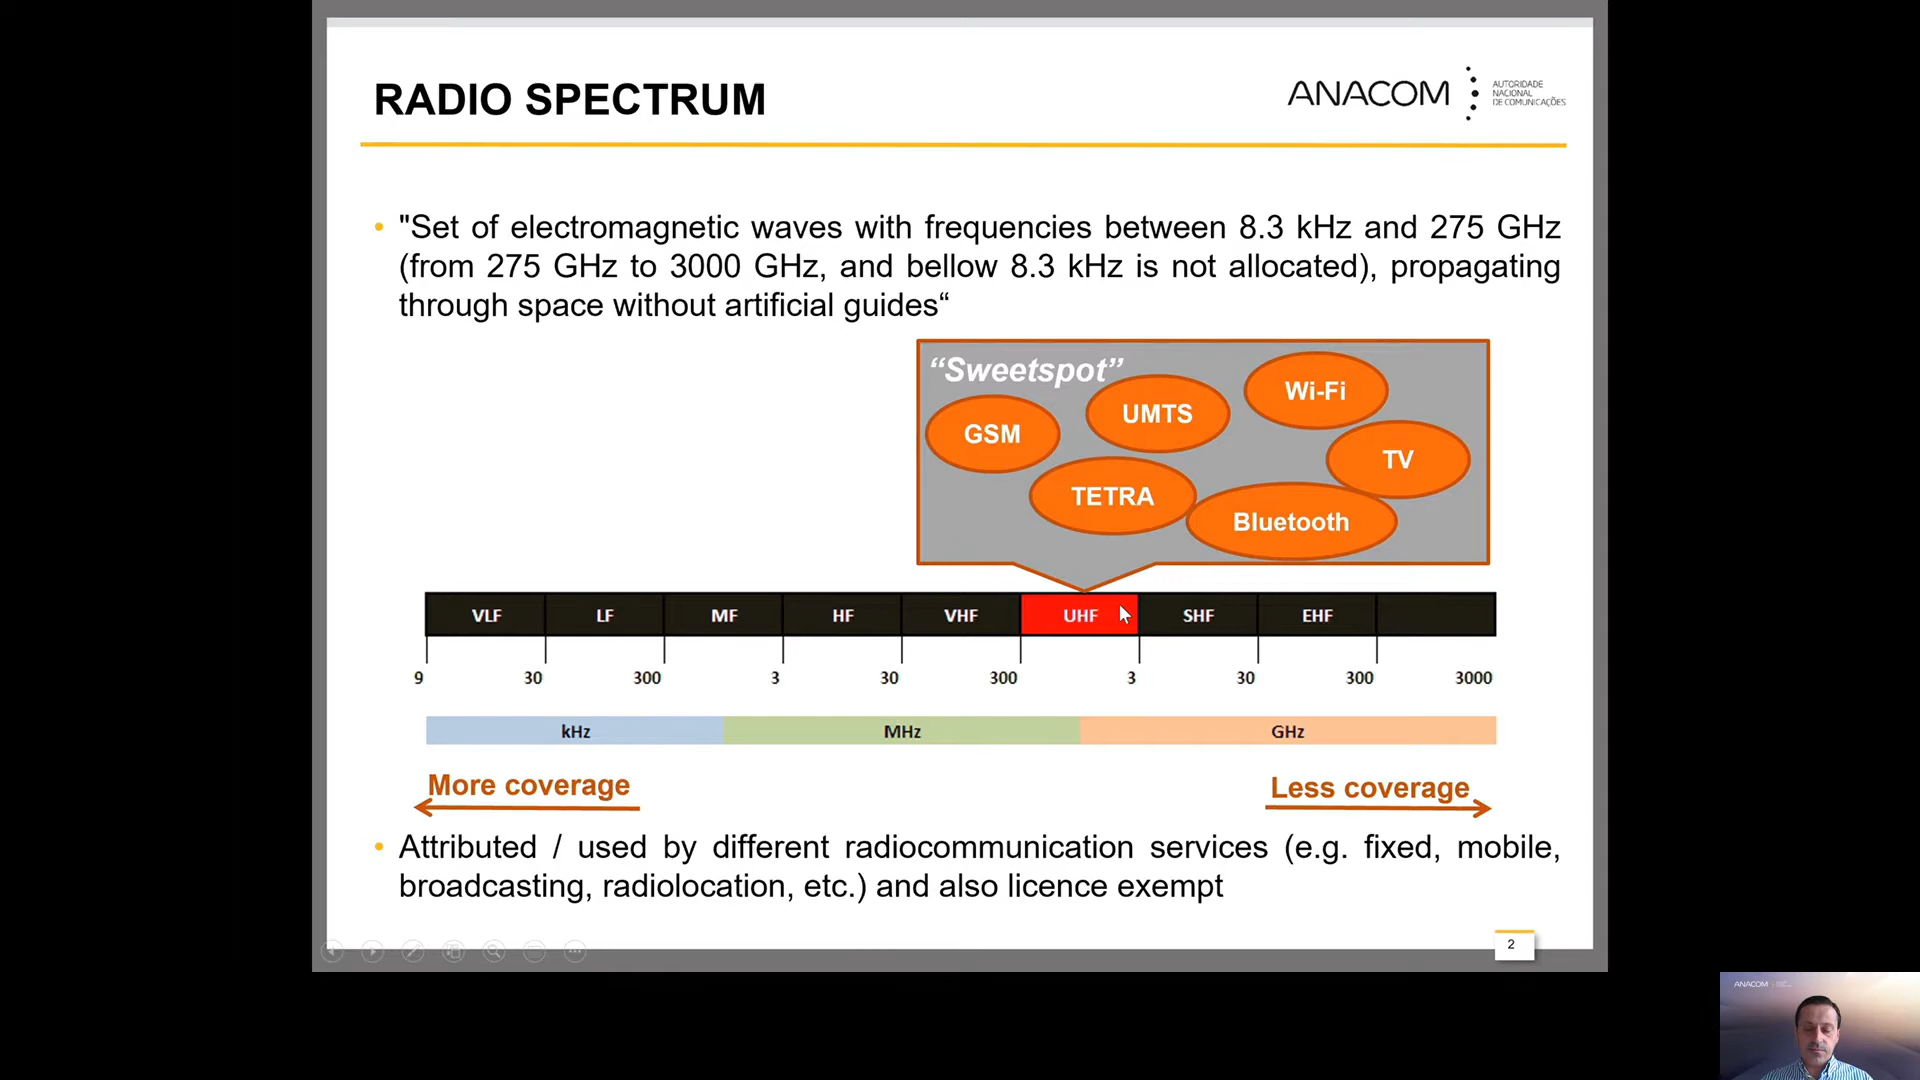 RADIO SPECTRUM
ANACOM
AUTORIDADE
NACIONAL
DE COMUNICAÇÕES
"Set of electromagnetic waves with frequencies between 8.3 kHz and 275 GHz
(from 275 GHz to 3000 GHz, and bellow 8.3 kHz is not allocated), propagating
through space without artificial guides“
“Sweetspot”
GSM
UMTS
Wi-Fi
TV
TETRA
Bluetooth
VLF LF MF HF VHF UHF SHF EHF
9 30 300 3 30 300 3 30 300 3000
kHz MHz GHz
More coverage
Less coverage
Attributed / used by different radiocommunication services (e.g. fixed, mobile,
broadcasting, radiolocation, etc.) and also licence exempt
2
ANACOM